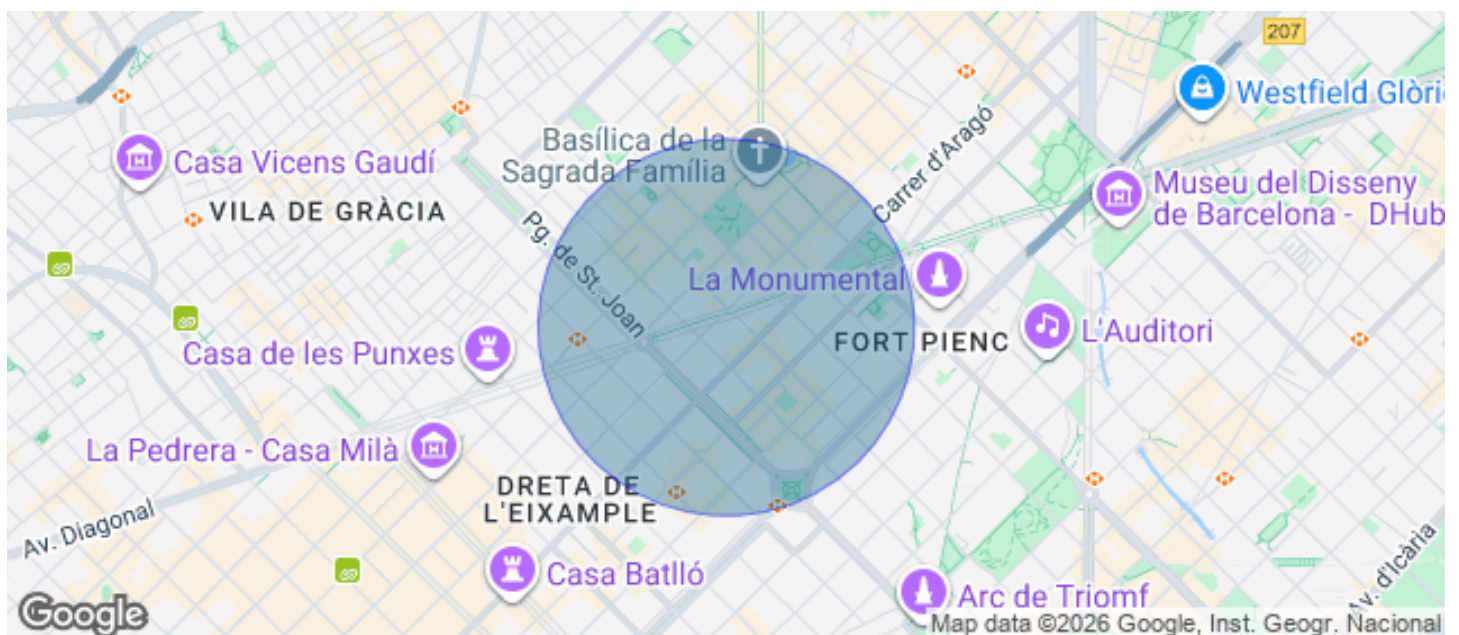 207
Westfield Glòri
Basílica de la
Sagrada Família
Carrer d'Aragó
Casa Vicens Gaudí
Museu del Disseny
de Barcelona - DHub
VILA DE GRÀCIA
Pg. de St. Joan
La Monumental
L'Auditori
FORT PIENC
Casa de les Punxes
La Pedrera - Casa Milà
DRETA DE
L'EIXAMPLE
Av. Diagonal
Casa Batlló
Av. d'Icària
Arc de Triomf
Google
Map data ©2026 Google, Inst. Geogr. Nacional